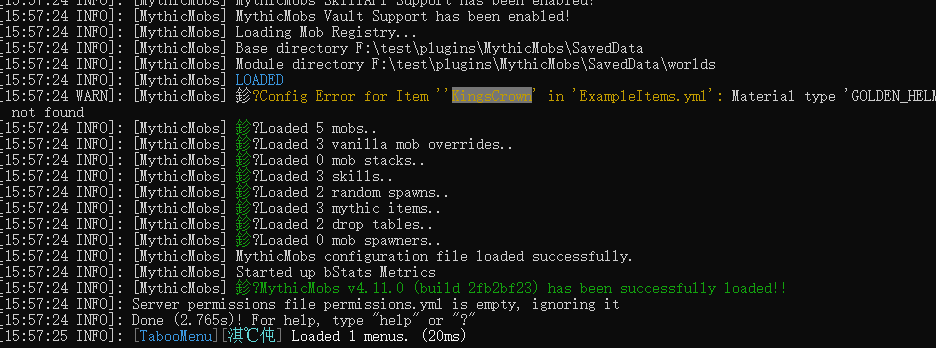 [15:57:24 INFO]: [MythicMobs] SkillAPI Support has been enabled!
[15:57:24 INFO]: [MythicMobs] MythicMobs Vault Support has been enabled!
[15:57:24 INFO]: [MythicMobs] Loading Mob Registry...
[15:57:24 INFO]: [MythicMobs] Base directory F:\test\plugins\MythicMobs\SavedData
[15:57:24 INFO]: [MythicMobs] Module directory F:\test\plugins\MythicMobs\SavedData\worlds
[15:57:24 INFO]: [MythicMobs] LOADED
[15:57:24 WARN]: [MythicMobs] 鉁?Config Error for Item ''KingsCrown' in 'ExampleItems.yml': Material type 'GOLDEN_HELM
not found
[15:57:24 INFO]: [MythicMobs] 鉁?Loaded 5 mobs..
[15:57:24 INFO]: [MythicMobs] 鉁?Loaded 3 vanilla mob overrides..
[15:57:24 INFO]: [MythicMobs] 鉁?Loaded 0 mob stacks..
[15:57:24 INFO]: [MythicMobs] 鉁?Loaded 3 skills..
[15:57:24 INFO]: [MythicMobs] 鉁?Loaded 2 random spawns..
[15:57:24 INFO]: [MythicMobs] 鉁?Loaded 3 mythic items..
[15:57:24 INFO]: [MythicMobs] 鉁?Loaded 2 drop tables..
[15:57:24 INFO]: [MythicMobs] 鉁?Loaded 0 mob spawners..
[15:57:24 INFO]: [MythicMobs] MythicMobs configuration file loaded successfully.
[15:57:24 INFO]: [MythicMobs] Started up bStats Metrics
[15:57:24 INFO]: [MythicMobs] 鉁?MythicMobs v4.11.0 (build 2fb2bf23) has been successfully loaded!!
[15:57:24 INFO]: Server permissions file permissions.yml is empty, ignoring it
[15:57:24 INFO]: Done (2.765s)! For help, type "help" or "?"
[15:57:25 INFO]: [TabooMenu][淇℃伅] Loaded 1 menus. (20ms)